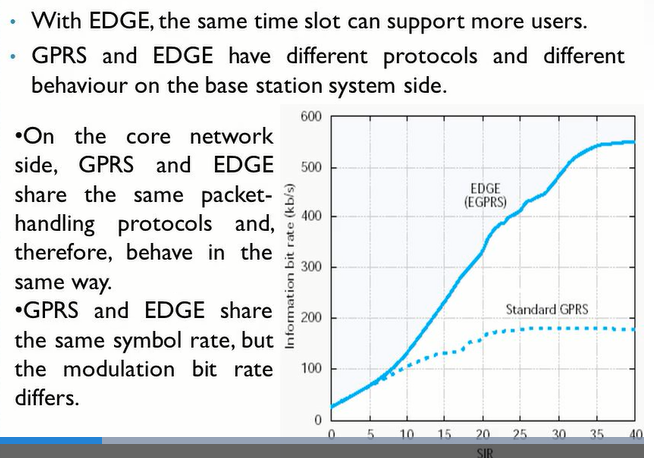 • With EDGE, the same time slot can support more users.
• GPRS and EDGE have different protocols and different
behaviour on the base station system side.
•On the core network
side, GPRS and EDGE
share the same packet-
handling protocols and,
therefore, behave in the
same way.
•GPRS and EDGE share
the same symbol rate, but
the modulation bit rate
differs.
Information bit rate (kb/s)
600
500
400
300
200
100
0
EDGE
(EGPRS)
Standard GPRS
0 5 10 15 20 25 30 35 40
SIR